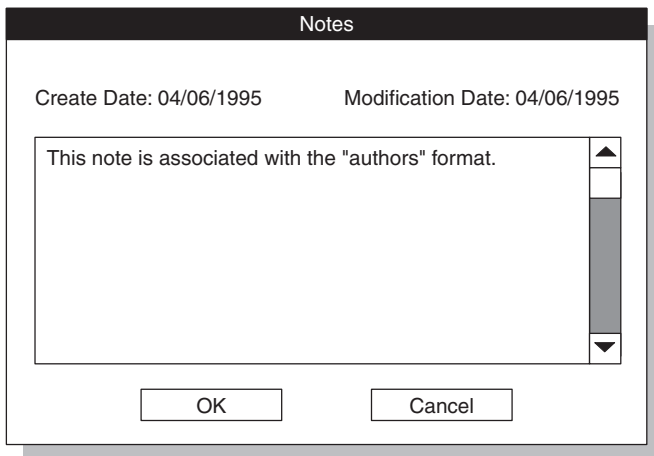 Notes
Create Date: 04/06/1995 Modification Date: 04/06/1995
This note is associated with the "authors" format.
OK Cancel